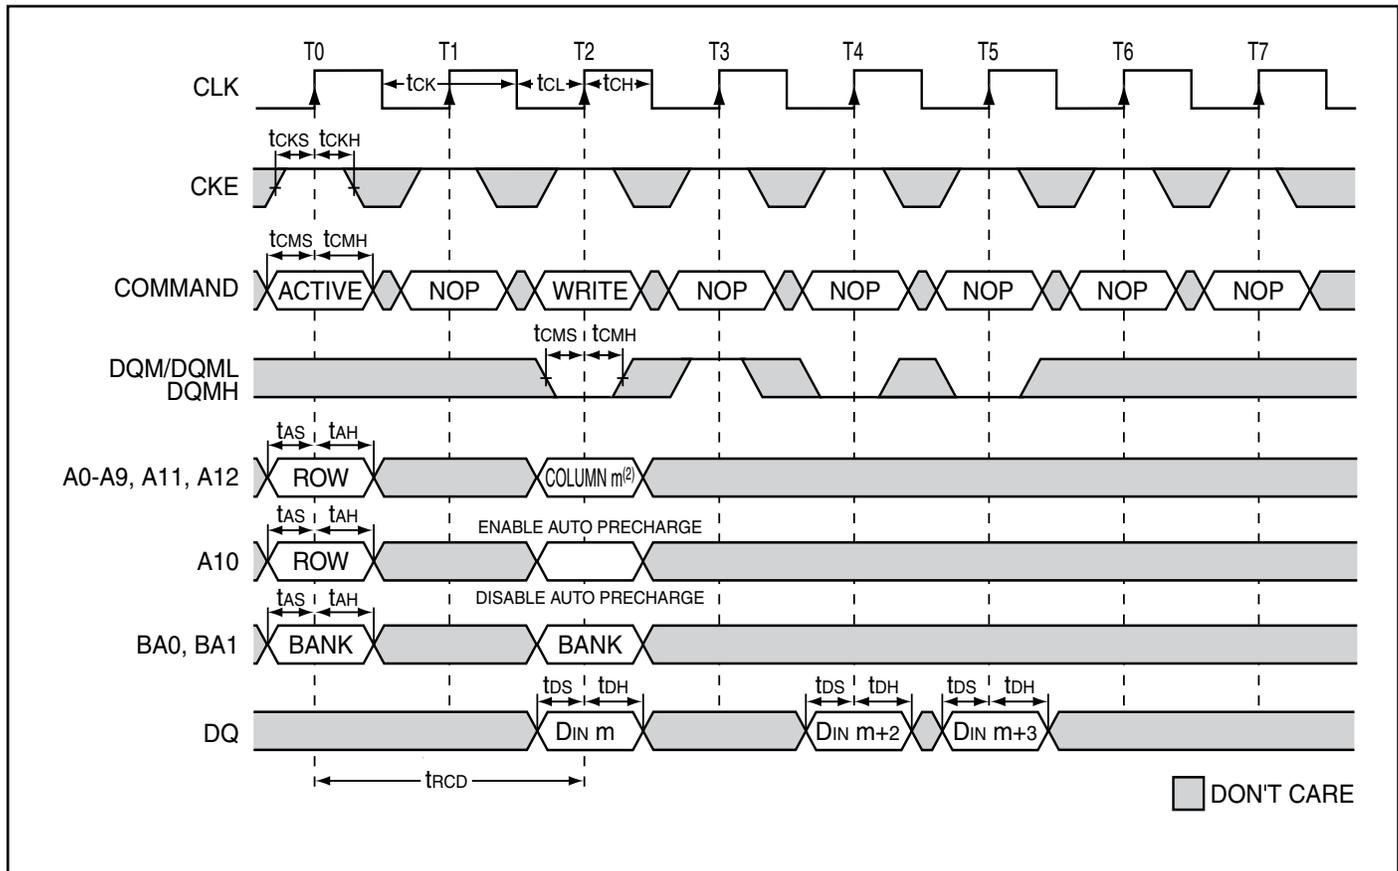 T0 T1 T2 T3 T4 T5 T6 T7
CLK tCK tCL tCH
tCKS tCKH
CKE
tCMS tCMH
COMMAND ACTIVE NOP WRITE NOP NOP NOP NOP NOP
tCMS tCMH
DQM/DQML
DQMH
tAS tAH
A0-A9, A11, A12 ROW COLUMN m(2)
tAS tAH ENABLE AUTO PRECHARGE
A10 ROW
DISABLE AUTO PRECHARGE
tAS tAH
BA0, BA1 BANK BANK
tDS tDH tDS tDH tDS tDH
DQ DIN m DIN m+2 DIN m+3
tRCD
DON'T CARE